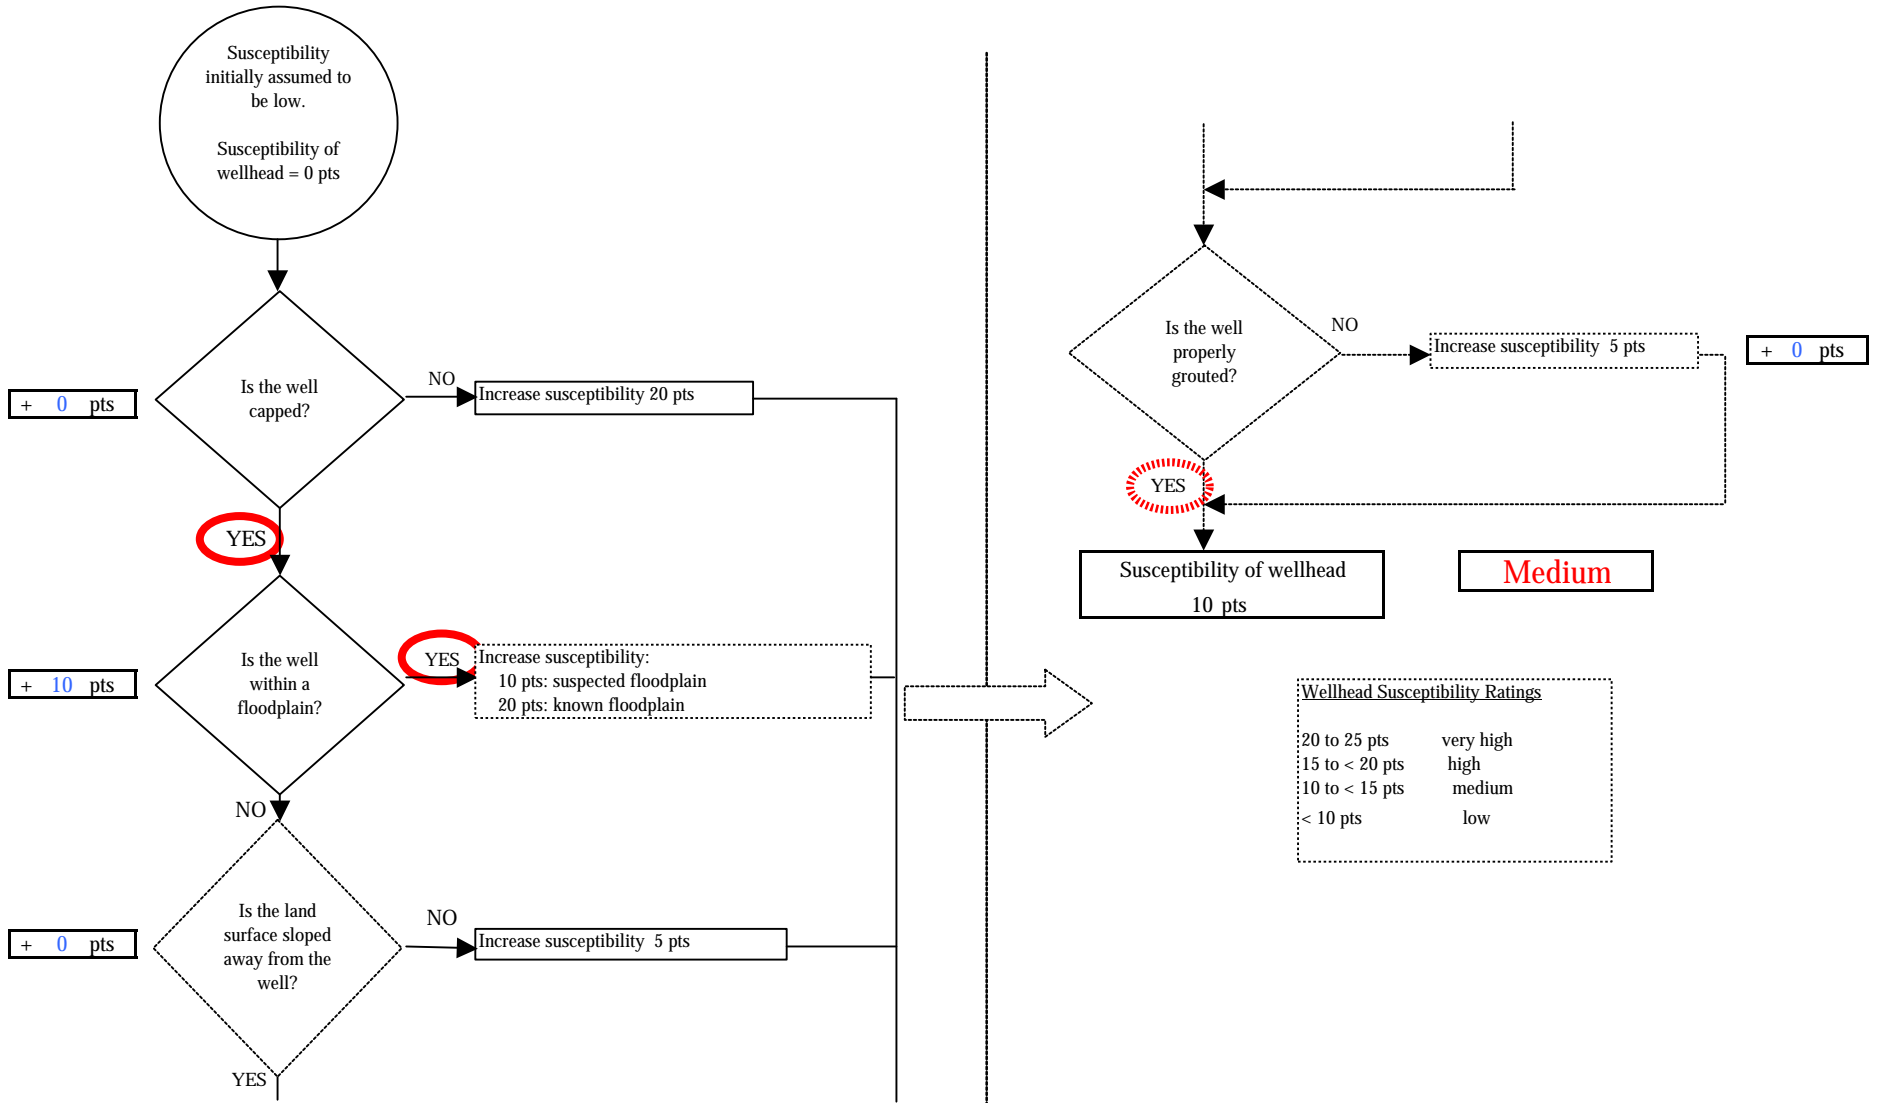 Susceptibility
initially assumed to
be low.
Susceptibility of
wellhead = 0 pts
Is the well
capped?
NO
Increase susceptibility 20 pts
+ 0 pts
YES
Is the well
within a
floodplain?
YES
Increase susceptibility:
10 pts: suspected floodplain
20 pts: known floodplain
+ 10 pts
NO
Is the land
surface sloped
away from the
well?
NO
Increase susceptibility 5 pts
+ 0 pts
YES
Is the well
properly
grouted?
NO
Increase susceptibility 5 pts
+ 0 pts
YES
Susceptibility of wellhead
10 pts
Medium
Wellhead Susceptibility Ratings
20 to 25 pts very high
15 to < 20 pts high
10 to < 15 pts medium
< 10 pts low